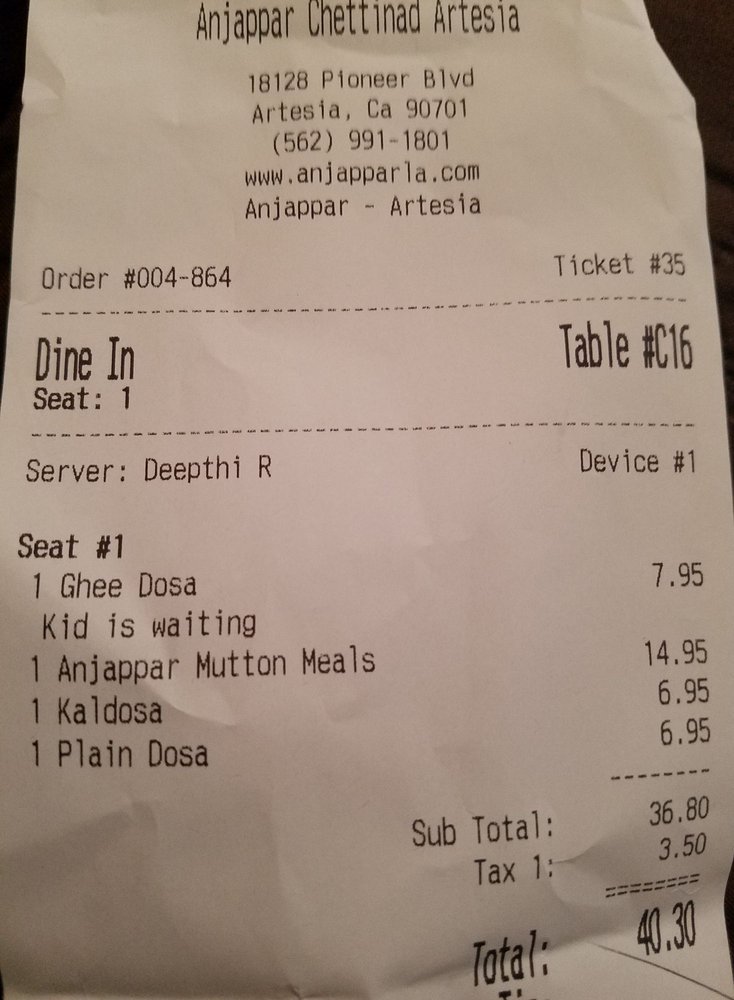 Anjappar Chettinad Artesia
18128 Pioneer Blvd
Artesia, Ca 90701
(562) 991-1801
www.anjapparla.com
Anjappar - Artesia
Order #004-864 Ticket #35
Dine In Table #C16
Seat: 1
Server: Deepthi R Device #1
Seat #1
1 Ghee Dosa 7.95
Kid is waiting
1 Anjappar Mutton Meals 14.95
1 Kaldosa 6.95
1 Plain Dosa 6.95
Sub Total: 36.80
Tax 1: 3.50
Total: 40.30